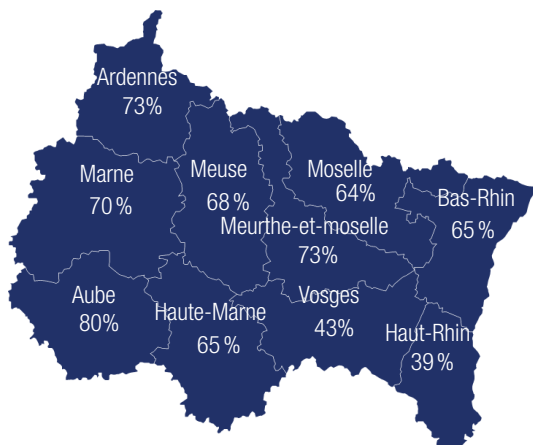 Ardennes
73%
Marne
70 %
Meuse
68 %
Moselle
64%
Bas-Rhin
65 %
Meurthe-et-moselle
73%
Aube
80%
Haute-Marne
65 %
Vosges
43%
Haut-Rhin
39 %